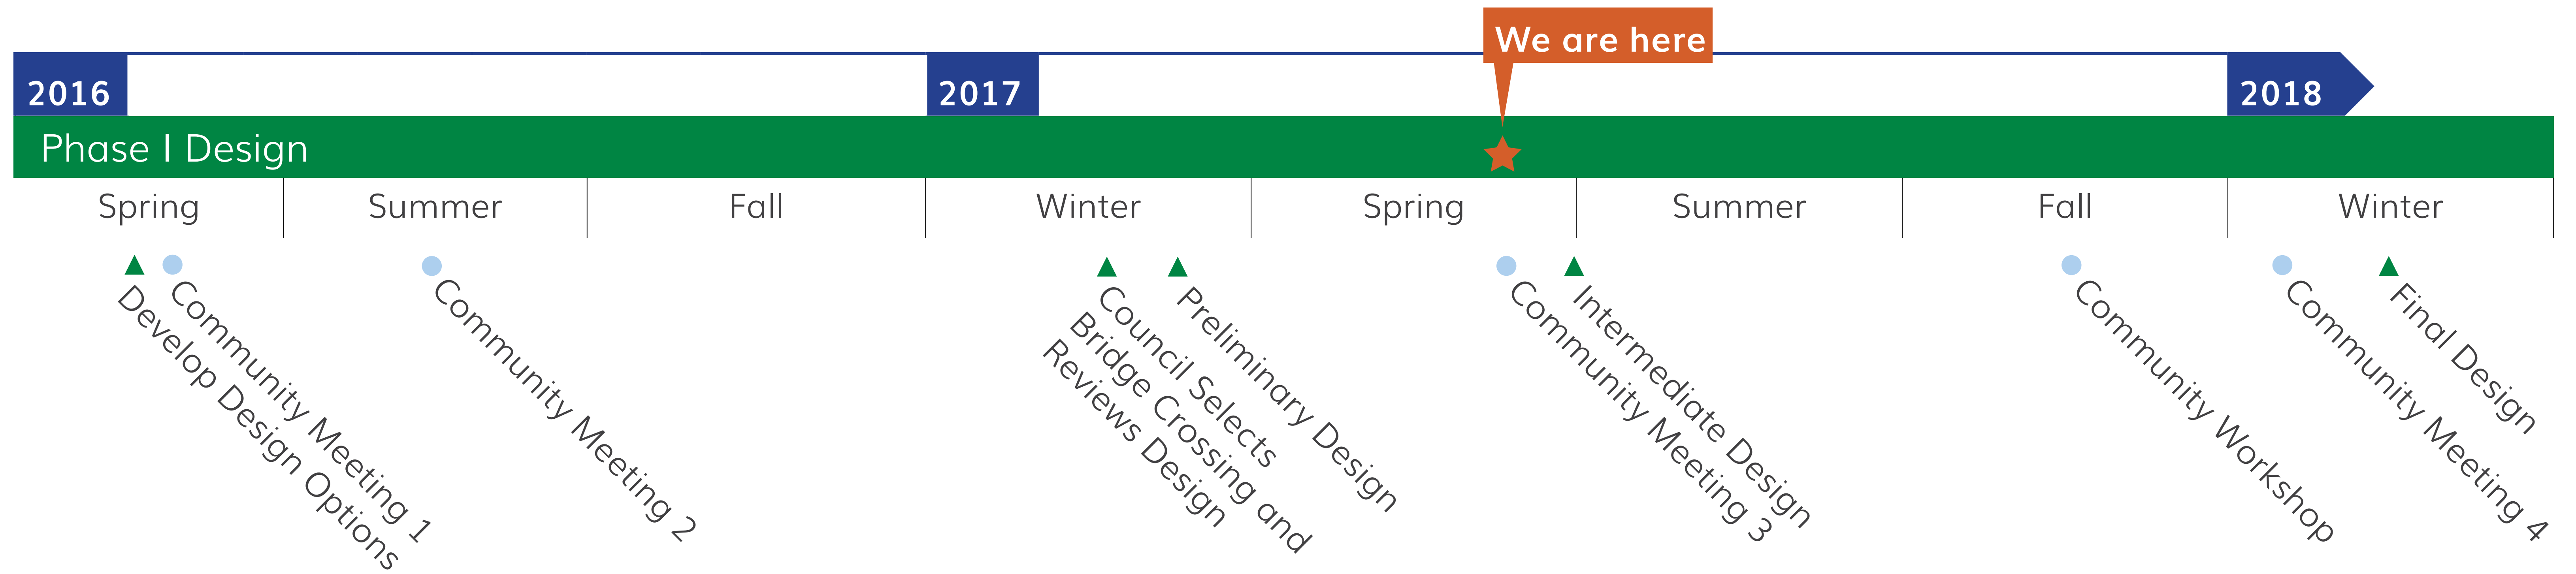 We are here
2016
2017
2018
Phase I Design
Spring
Summer
Fall
Winter
Spring
Summer
Fall
Winter
Develop Design Options
Community Meeting 1
Community Meeting 2
Council Selects
Bridge Crossing and
Reviews Design
Preliminary Design
Community Meeting 3
Intermediate Design
Community Workshop
Community Meeting 4
Final Design